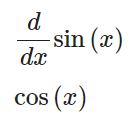 d/dx sin (x)
cos (x)